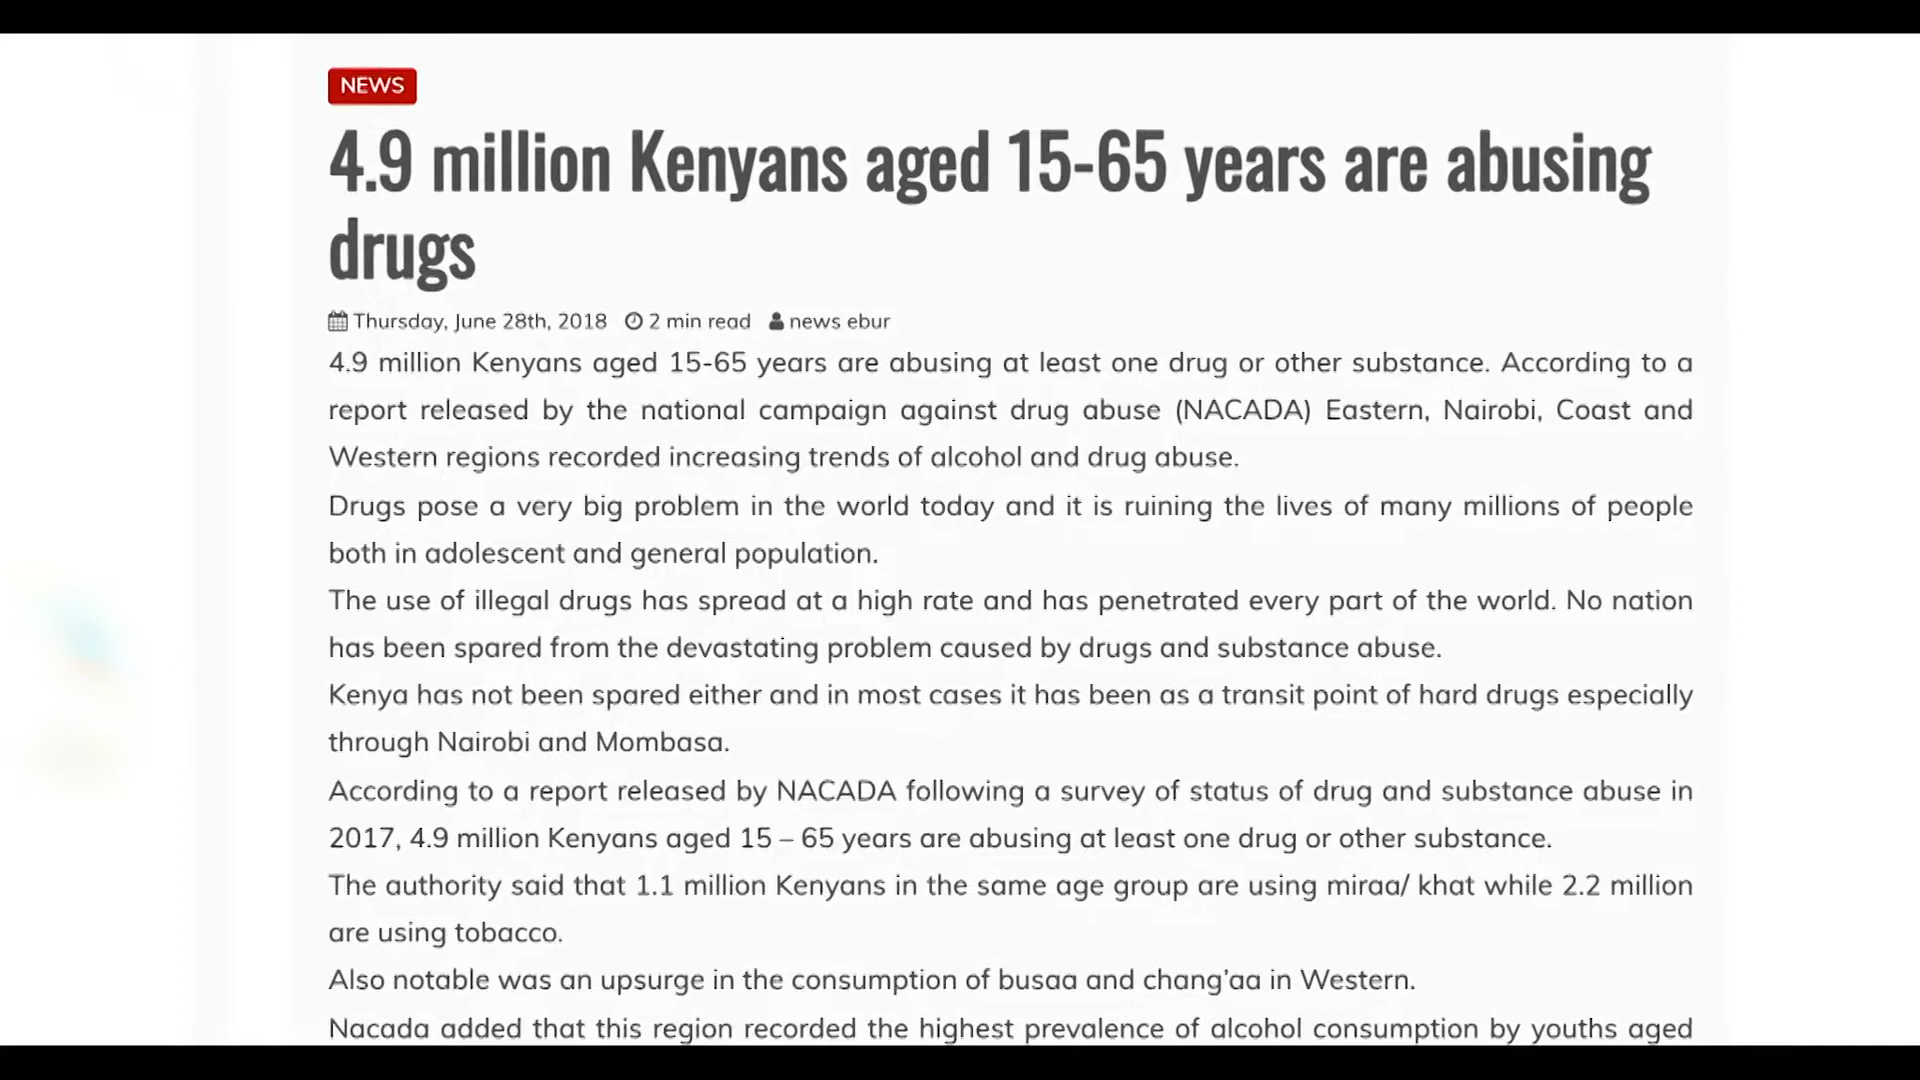 NEWS
4.9 million Kenyans aged 15-65 years are abusing
drugs
Thursday, June 28th, 2018 2 min read news ebur
4.9 million Kenyans aged 15-65 years are abusing at least one drug or other substance. According to a
report released by the national campaign against drug abuse (NACADA) Eastern, Nairobi, Coast and
Western regions recorded increasing trends of alcohol and drug abuse.
Drugs pose a very big problem in the world today and it is ruining the lives of many millions of people
both in adolescent and general population.
The use of illegal drugs has spread at a high rate and has penetrated every part of the world. No nation
has been spared from the devastating problem caused by drugs and substance abuse.
Kenya has not been spared either and in most cases it has been as a transit point of hard drugs especially
through Nairobi and Mombasa.
According to a report released by NACADA following a survey of status of drug and substance abuse in
2017, 4.9 million Kenyans aged 15 – 65 years are abusing at least one drug or other substance.
The authority said that 1.1 million Kenyans in the same age group are using miraa/ khat while 2.2 million
are using tobacco.
Also notable was an upsurge in the consumption of busaa and chang'aa in Western.
Nacada added that this region recorded the highest prevalence of alcohol consumption by youths aged